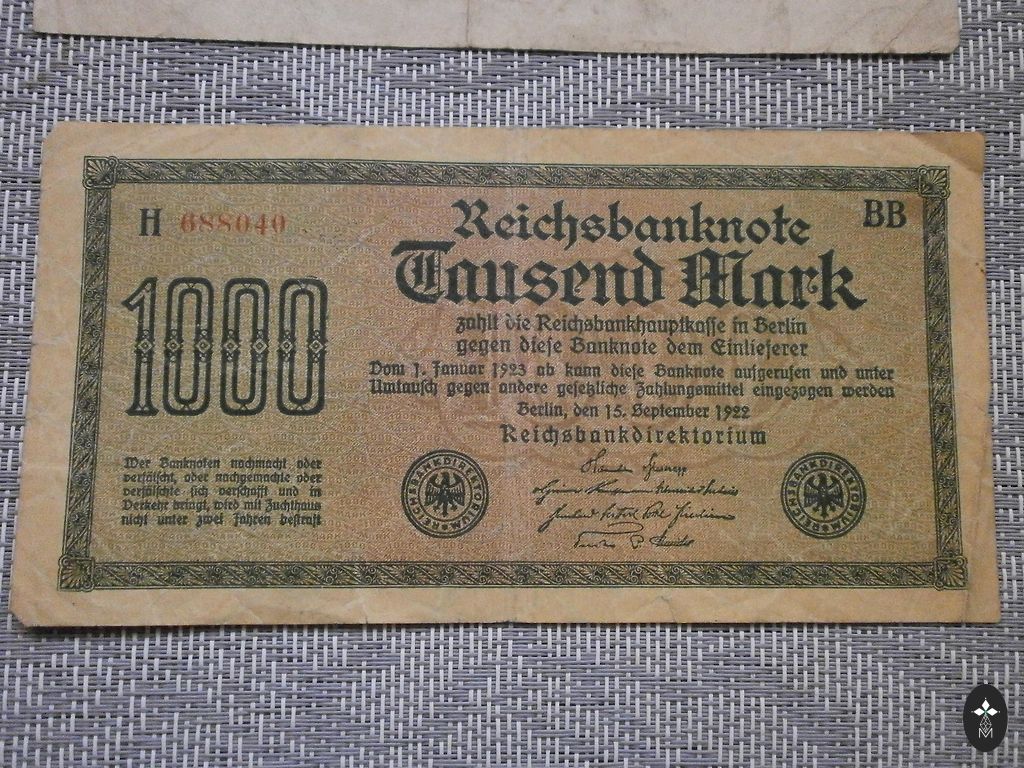 H 688040
BB
Reichsbanknote
Tausend Mark
1000
zahlt die Reichsbankhauptkasse in Berlin
gegen diese Banknote dem Einlieferer
Vom 1. Januar 1923 ab kann diese Banknote aufgerufen und unter
Umtausch gegen andere gesetzliche Zahlungsmittel eingezogen werden
Berlin, den 15. September 1922
Reichsbankdirektorium
Wer Banknoten nachmacht oder
verfälscht, oder nachgemachte oder
verfälschte sich verschafft und in
Verkehr bringt, wird mit Zuchthaus
nicht unter zwei Jahren bestraft
REICHSBANKDIREKTORIUM
REICHSBANKDIREKTORIUM
M